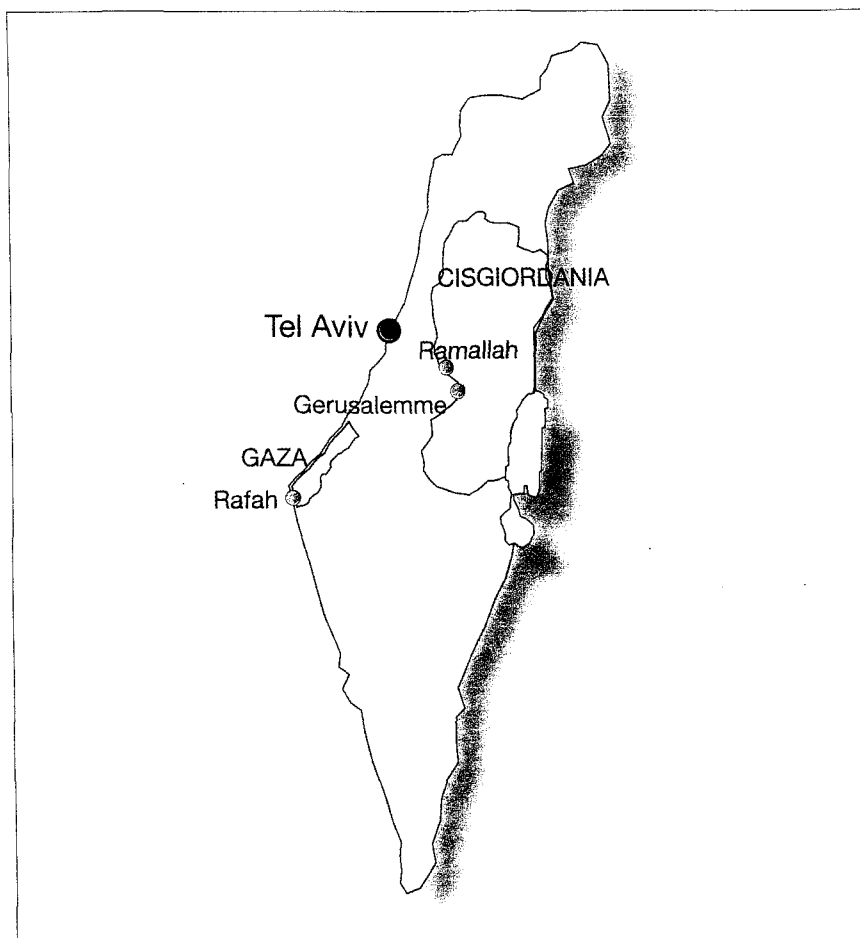 CISGIORDANIA
Tel Aviv
Ramallah
Gerusalemme
GAZA
Rafah